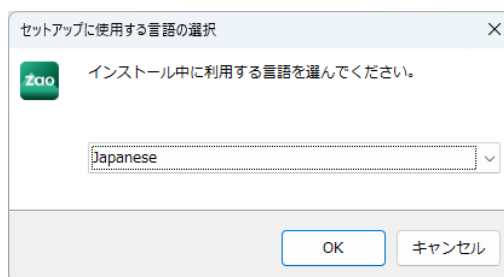 セットアップに使用する言語の選択
zao
インストール中に利用する言語を選んでください。
Japanese
OK
キャンセル